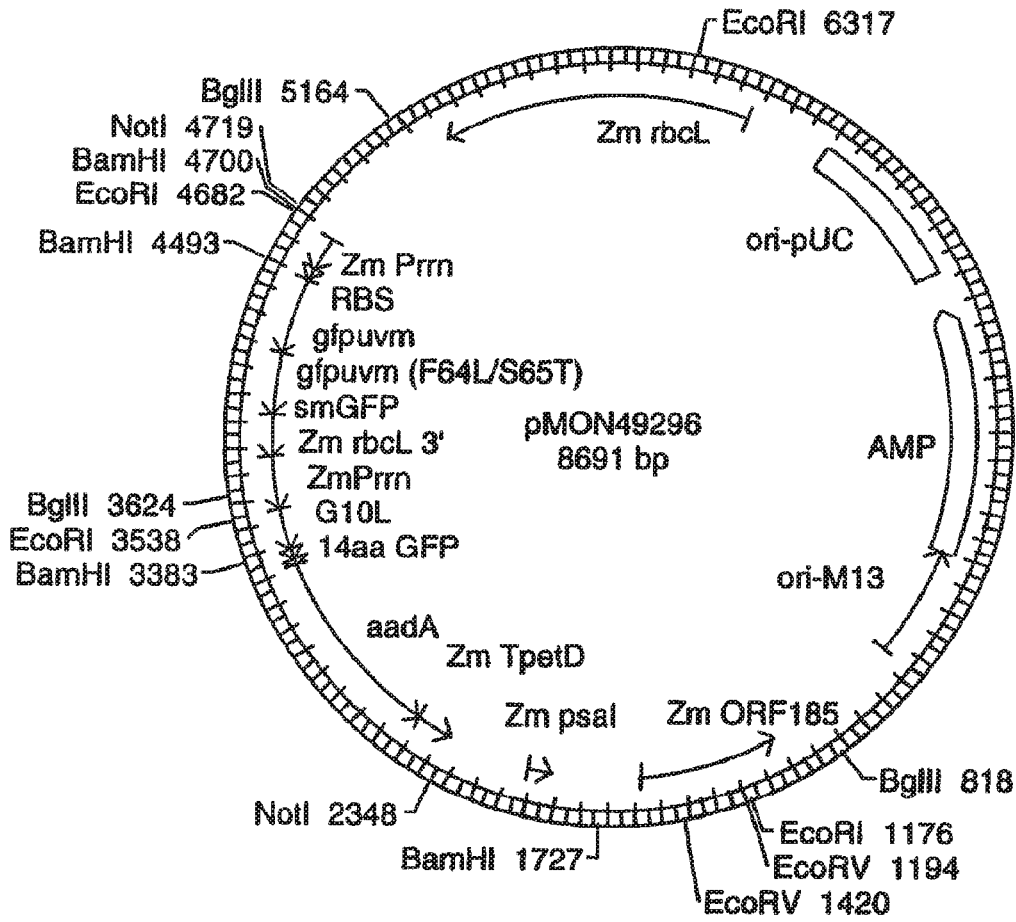 EcoRI 6317
BglII 5164
NotI 4719
BamHI 4700
EcoRI 4682
BamHI 4493
Zm rbcL
ori-pUC
Zm Prrn
RBS
gfpuvm
gfpuvm (F64L/S65T)
smGFP
Zm rbcL 3'
ZmPrrn
G10L
14aa GFP
pMON49296
8691 bp
AMP
BglII 3624
EcoRI 3538
BamHI 3383
ori-M13
aadA
Zm TpetD
Zm psaI
Zm ORF185
NotI 2348
BamHI 1727
BglII 818
EcoRI 1176
EcoRV 1194
EcoRV 1420